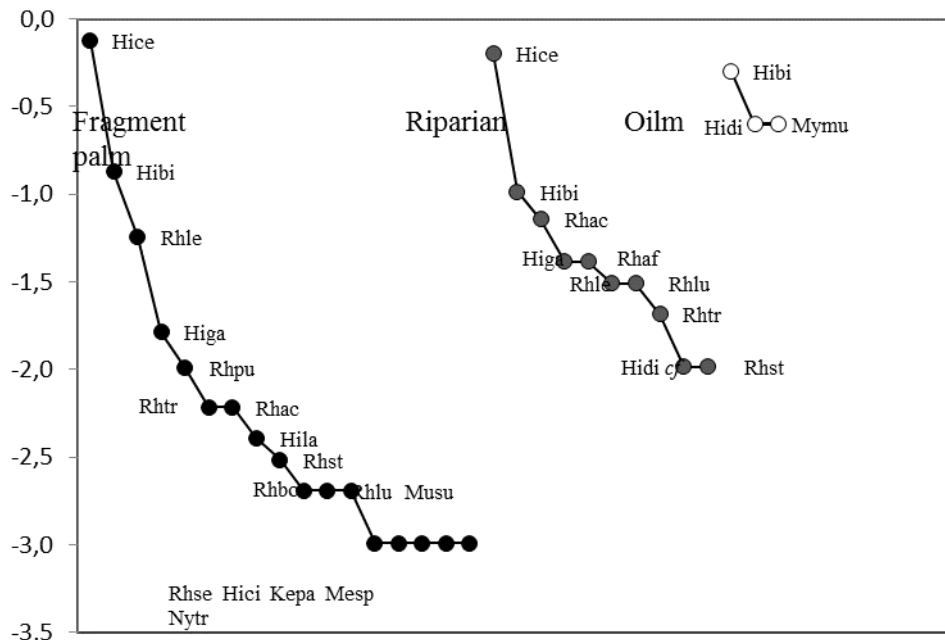 0,0
Hice
Hice
Hibi
-0,5
Fragment
palm
Riparian
Oilm
Hidi
Mymu
Hibi
-1,0
Hibi
Rhac
Rhle
Higa
Rhaf
-1,5
Rhle
Rhlu
Higa
Rhtr
Rhpu
-2,0
Hidi cf
Rhst
Rhtr
Rhac
Hila
-2,5
Rhst
Rhbo
Rhlu Musu
-3,0
Rhse Hici Kepa Mesp
Nytr
-3.5